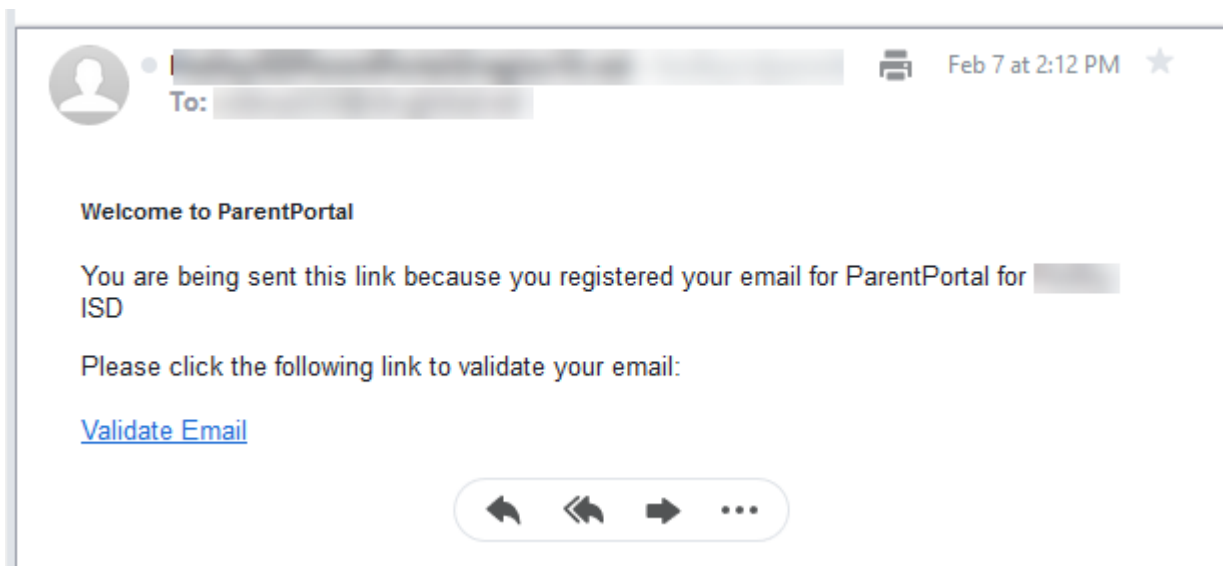 Feb 7 at 2:12 PM
To:
Welcome to ParentPortal
You are being sent this link because you registered your email for ParentPortal for
ISD
Please click the following link to validate your email:
Validate Email